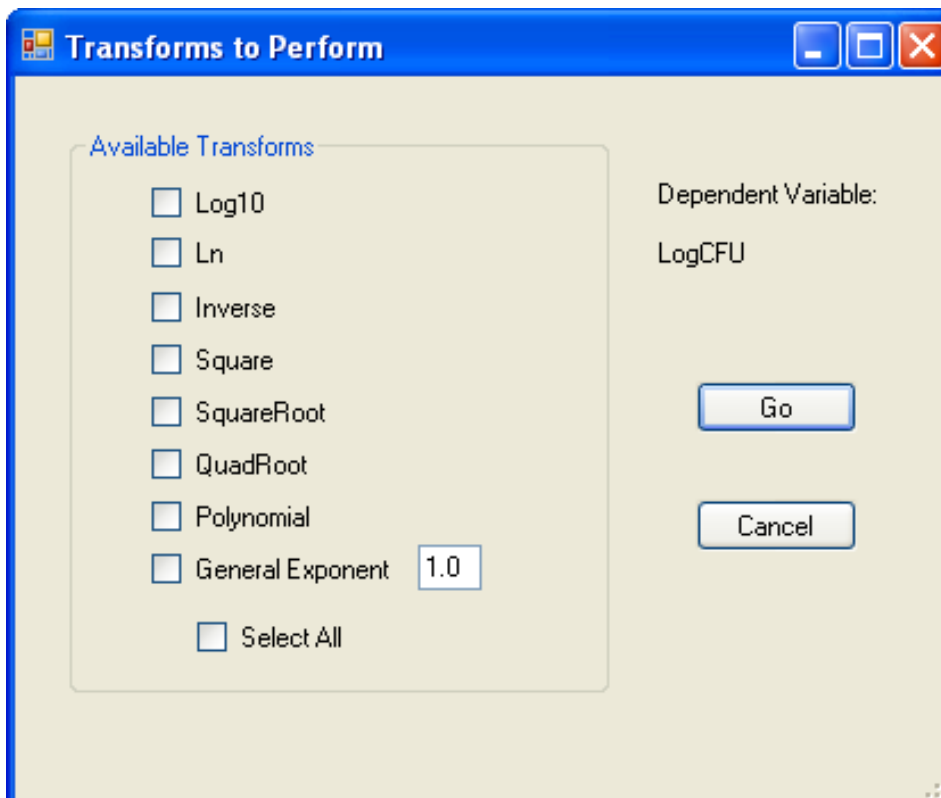 Transforms to Perform
Available Transforms
Log10
Ln
Inverse
Square
SquareRoot
QuadRoot
Polynomial
General Exponent 1.0
Select All
Dependent Variable:
LogCFU
Go
Cancel